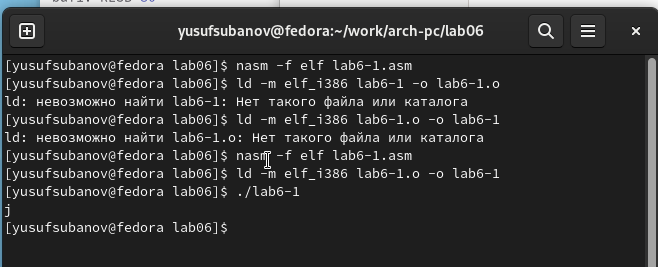 yusufsubanov@fedora:~/work/arch-pc/lab06
[yusufsubanov@fedora lab06]$ nasm -f elf lab6-1.asm
[yusufsubanov@fedora lab06]$ ld -m elf_i386 lab6-1 -o lab6-1.o
ld: невозможно найти lab6-1: Нет такого файла или каталога
[yusufsubanov@fedora lab06]$ ld -m elf_i386 lab6-1.o -o lab6-1
ld: невозможно найти lab6-1.o: Нет такого файла или каталога
[yusufsubanov@fedora lab06]$ nasm -f elf lab6-1.asm
[yusufsubanov@fedora lab06]$ ld -m elf_i386 lab6-1.o -o lab6-1
[yusufsubanov@fedora lab06]$ ./lab6-1
j
[yusufsubanov@fedora lab06]$